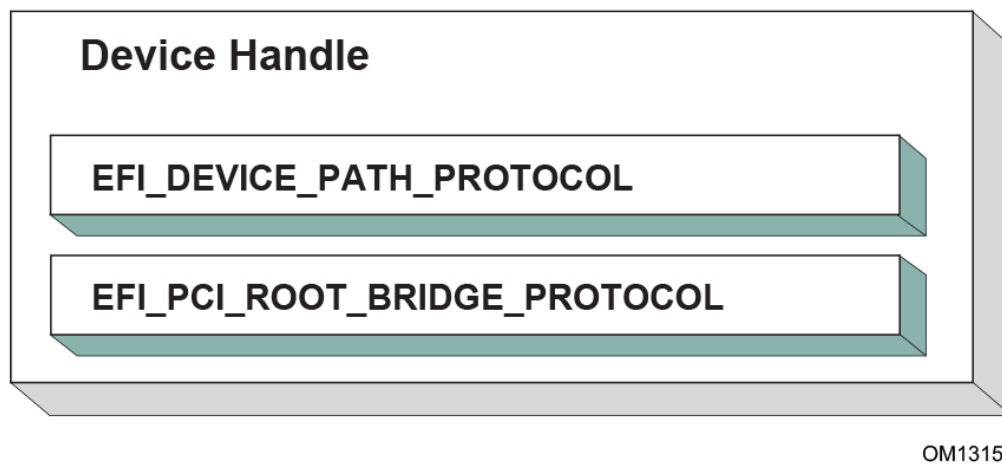 Device Handle
EFI_DEVICE_PATH_PROTOCOL
EFI_PCI_ROOT_BRIDGE_PROTOCOL
OM1315